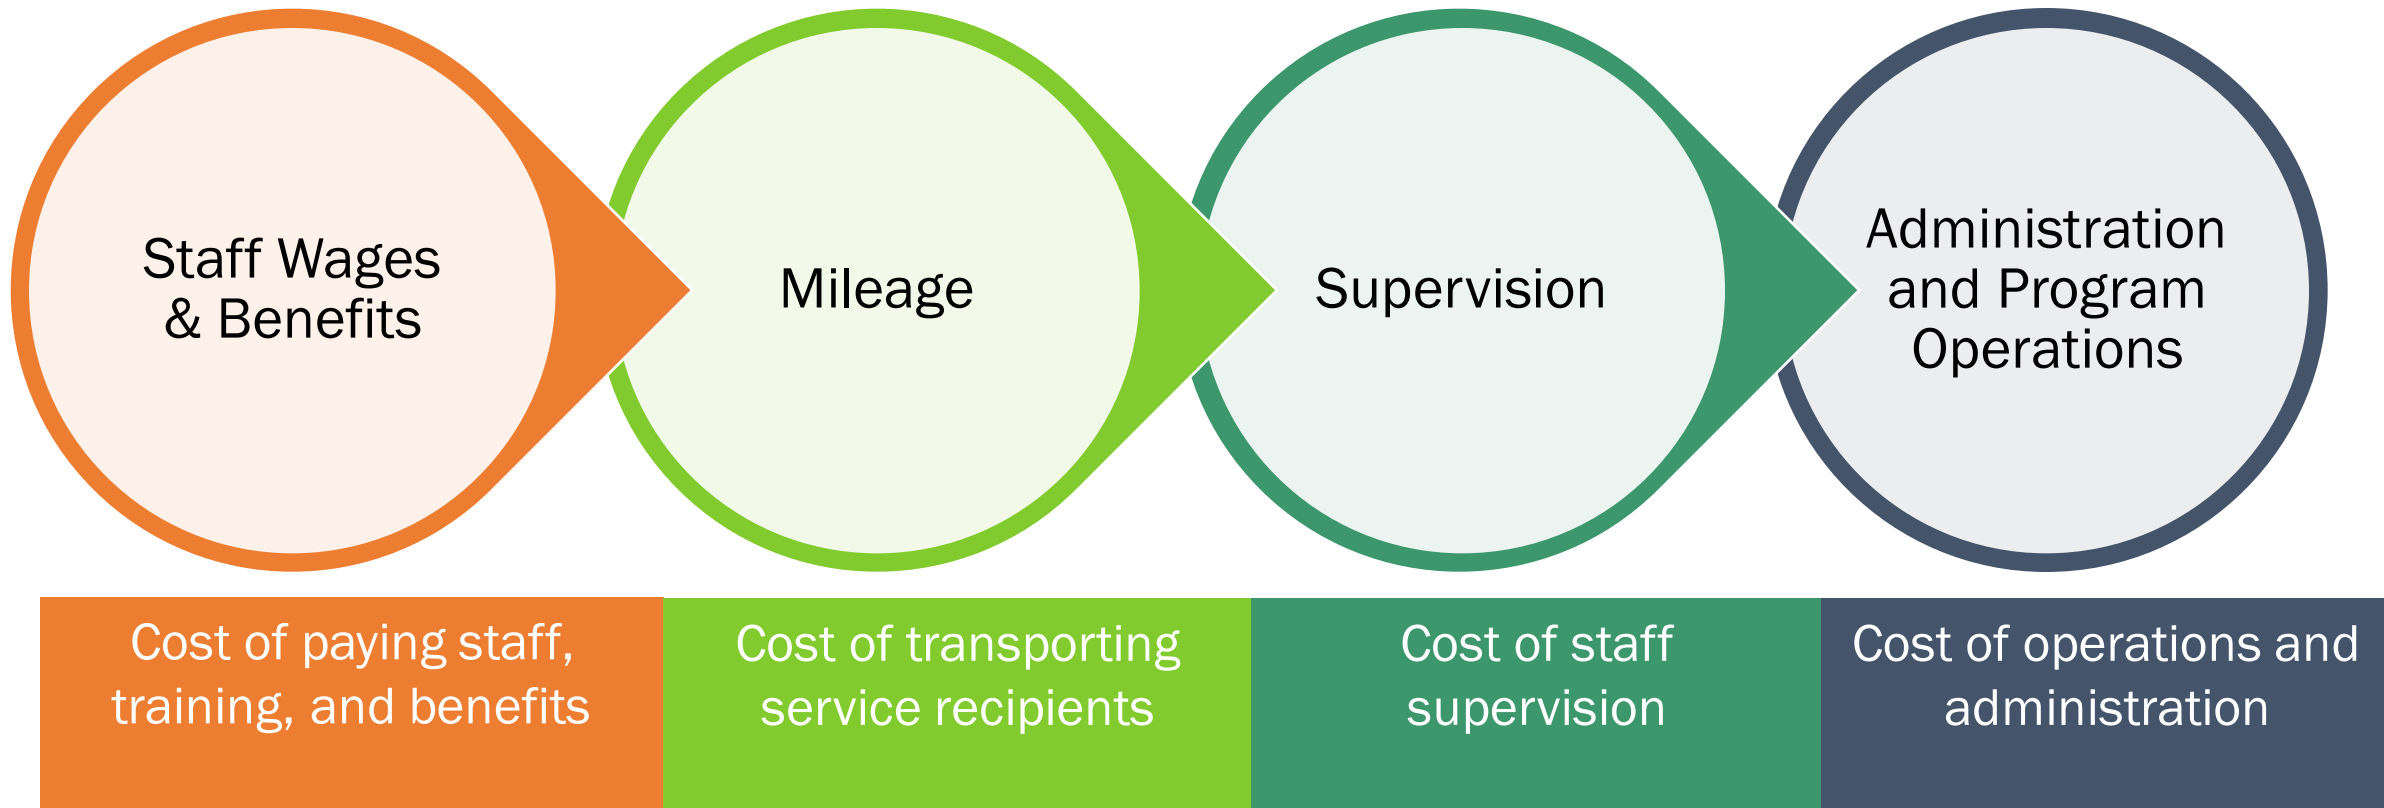 Staff Wages
& Benefits
Mileage
Supervision
Administration
and Program
Operations
Cost of paying staff,
training, and benefits
Cost of transporting
service recipients
Cost of staff
supervision
Cost of operations and
administration